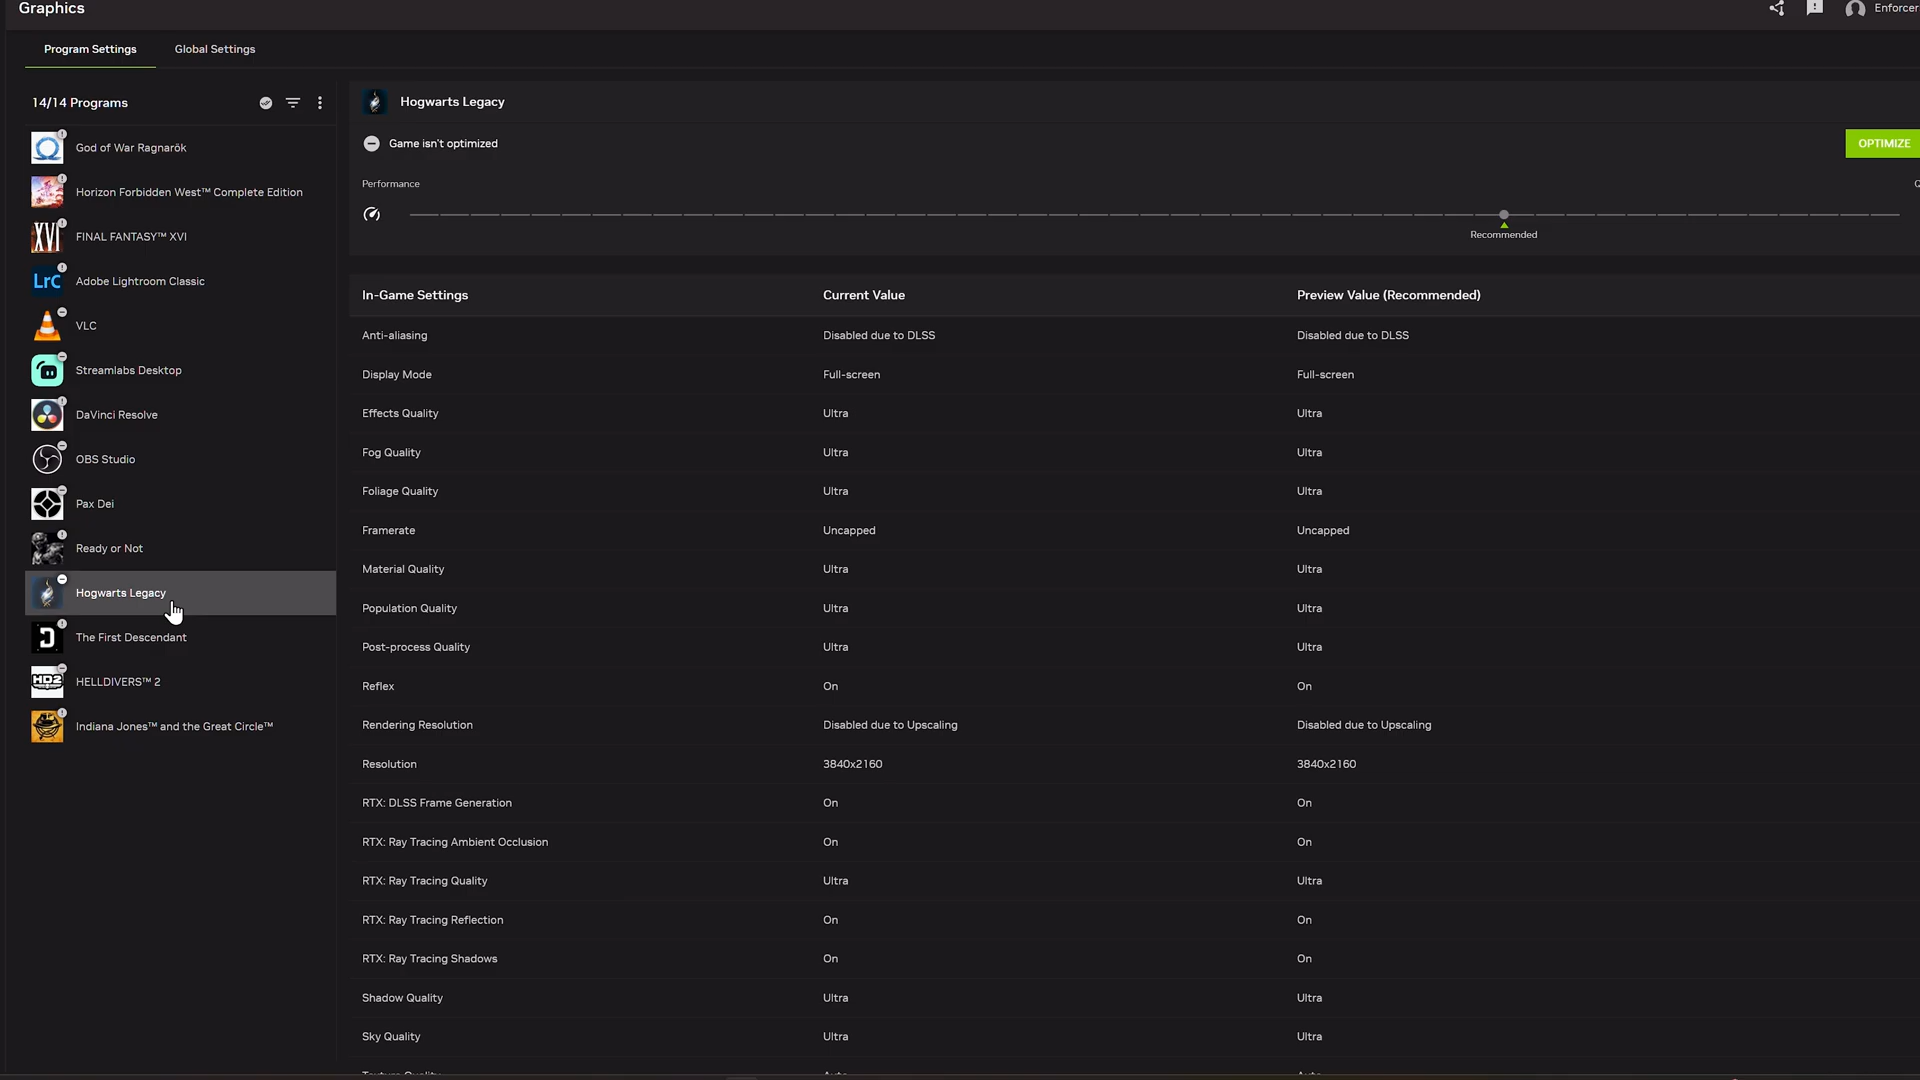 Graphics
Enforcer
Program Settings
Global Settings
14/14 Programs
God of War Ragnarök
Horizon Forbidden West™ Complete Edition
XVI
FINAL FANTASY™ XVI
LrC
Adobe Lightroom Classic
VLC
Streamlabs Desktop
DaVinci Resolve
OBS Studio
Pax Dei
Ready or Not
Hogwarts Legacy
The First Descendant
HD2
HELLDIVERS™ 2
Indiana Jones™ and the Great Circle™
Hogwarts Legacy
Game isn't optimized
OPTIMIZE
Performance
Recommended
In-Game Settings Current Value Preview Value (Recommended)
Anti-aliasing Disabled due to DLSS Disabled due to DLSS
Display Mode Full-screen Full-screen
Effects Quality Ultra Ultra
Fog Quality Ultra Ultra
Foliage Quality Ultra Ultra
Framerate Uncapped Uncapped
Material Quality Ultra Ultra
Population Quality Ultra Ultra
Post-process Quality Ultra Ultra
Reflex On On
Rendering Resolution Disabled due to Upscaling Disabled due to Upscaling
Resolution 3840x2160 3840x2160
RTX: DLSS Frame Generation On On
RTX: Ray Tracing Ambient Occlusion On On
RTX: Ray Tracing Quality Ultra Ultra
RTX: Ray Tracing Reflection On On
RTX: Ray Tracing Shadows On On
Shadow Quality Ultra Ultra
Sky Quality Ultra Ultra